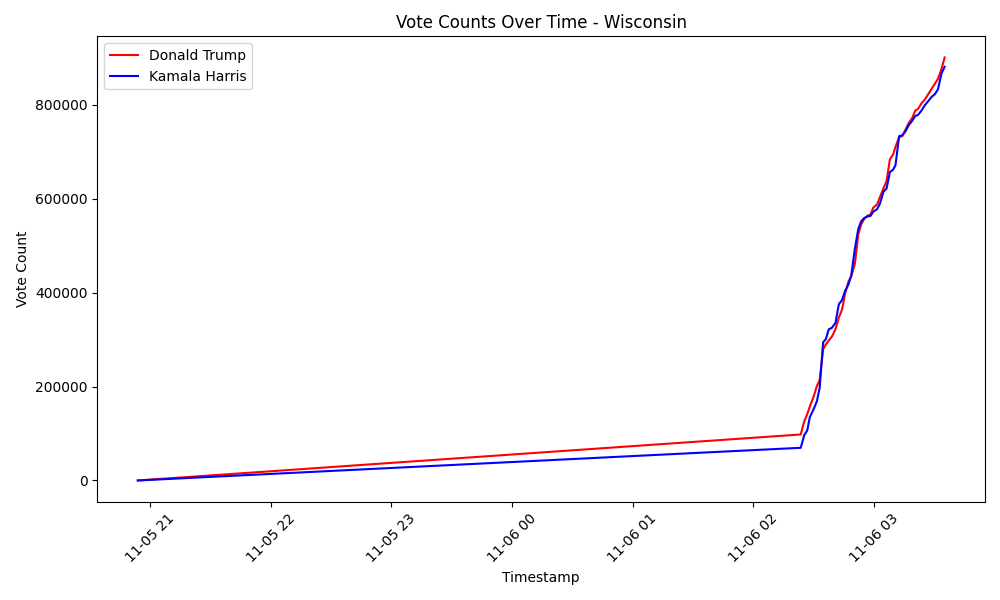 Vote Counts Over Time - Wisconsin
Donald Trump
Kamala Harris
Vote Count
800000
600000
400000
200000
0
11-05 21
11-05 22
11-05 23
11-06 00
11-06 01
11-06 02
11-06 03
Timestamp